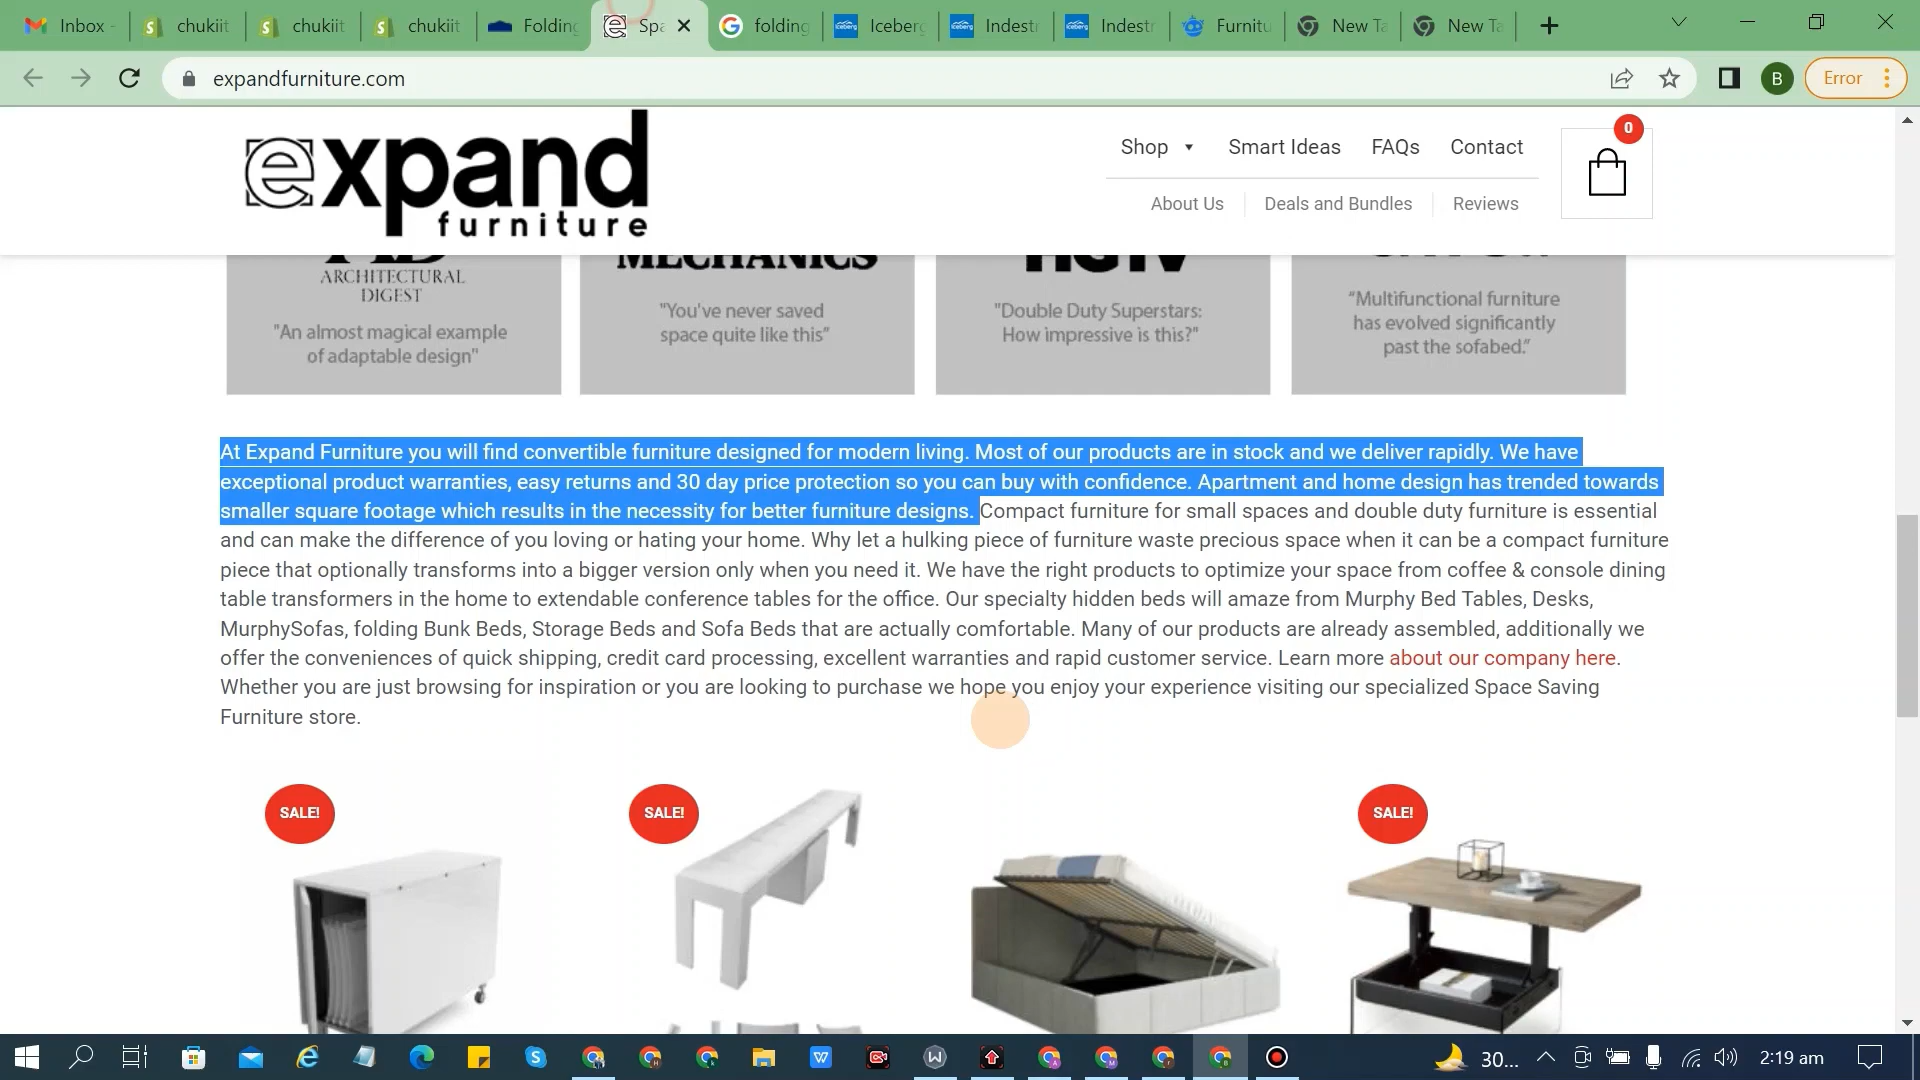 Inbox
chukiit
chukiit
chukiit
Folding
Spa
folding
Iceberg
Indestr
Indestr
Furnitu
New Ta
New Ta
expandfurniture.com
B
Error
expand
furniture
Shop
Smart Ideas
FAQs
Contact
0
About Us
Deals and Bundles
Reviews
ARCHITECTURAL
DIGEST
"An almost magical example
of adaptable design"
MECHANICS
"You've never saved
space quite like this”
HGTV
"Double Duty Superstars:
How impressive is this?"
“Multifunctional furniture
has evolved significantly
past the sofabed.”
At Expand Furniture you will find convertible furniture designed for modern living. Most of our products are in stock and we deliver rapidly. We have
exceptional product warranties, easy returns and 30 day price protection so you can buy with confidence. Apartment and home design has trended towards
smaller square footage which results in the necessity for better furniture designs. Compact furniture for small spaces and double duty furniture is essential
and can make the difference of you loving or hating your home. Why let a hulking piece of furniture waste precious space when it can be a compact furniture
piece that optionally transforms into a bigger version only when you need it. We have the right products to optimize your space from coffee & console dining
table transformers in the home to extendable conference tables for the office. Our specialty hidden beds will amaze from Murphy Bed Tables, Desks,
MurphySofas, folding Bunk Beds, Storage Beds and Sofa Beds that are actually comfortable. Many of our products are already assembled, additionally we
offer the conveniences of quick shipping, credit card processing, excellent warranties and rapid customer service. Learn more about our company here.
Whether you are just browsing for inspiration or you are looking to purchase we hope you enjoy your experience visiting our specialized Space Saving
Furniture store.
SALE!
SALE!
SALE!
30...
2:19 am